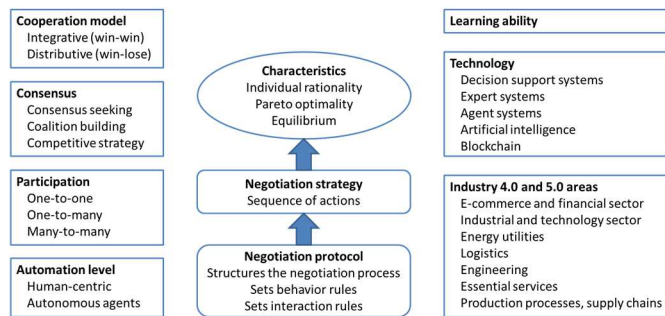 Cooperation model
Integrative (win-win)
Distributive (win-lose)
Consensus
Consensus seeking
Coalition building
Competitive strategy
Participation
One-to-one
One-to-many
Many-to-many
Automation level
Human-centric
Autonomous agents
Characteristics
Individual rationality
Pareto optimality
Equilibrium
Negotiation strategy
Sequence of actions
Negotiation protocol
Structures the negotiation process
Sets behavior rules
Sets interaction rules
Learning ability
Technology
Decision support systems
Expert systems
Agent systems
Artificial intelligence
Blockchain
Industry 4.0 and 5.0 areas
E-commerce and financial sector
Industrial and technology sector
Energy utilities
Logistics
Engineering
Essential services
Production processes, supply chains